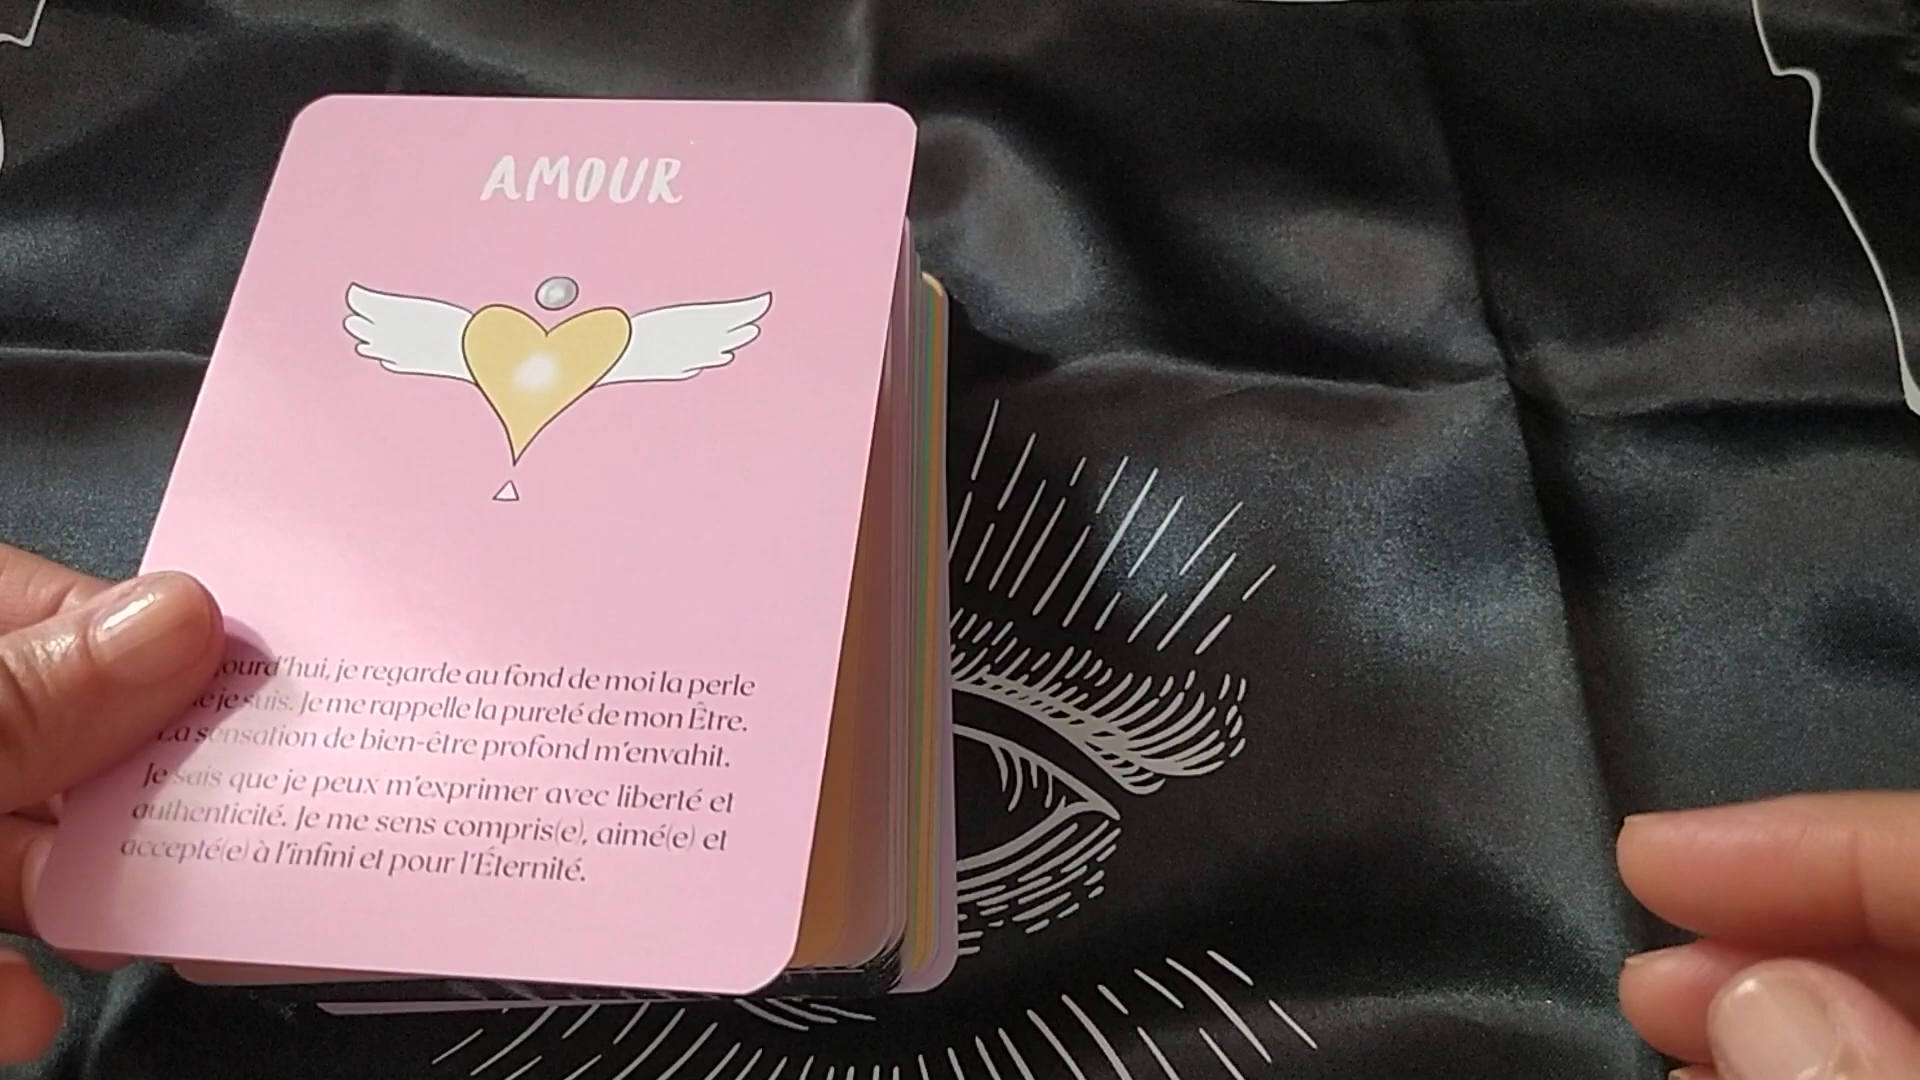 AMOUR
ourd'hui, je regarde au fond de moi la perle
je suis. Je me rappelle la pureté de mon Être.
La sensation de bien-être profond m'envahit.
Je sais que je peux m'exprimer avec liberté et
authenticité. Je me sens compris(e), aimé(e) et
accepté(e) à l'infini et pour l'Éternité.